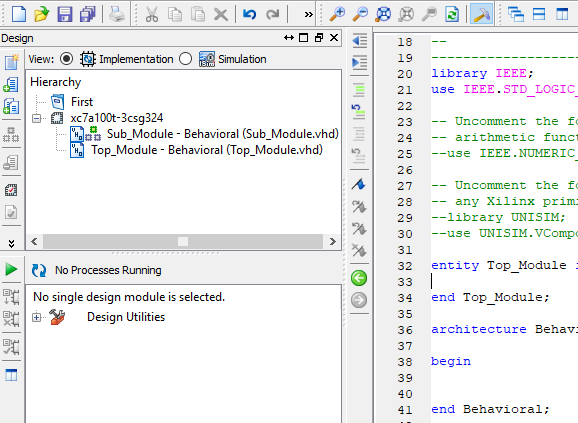 »
Design
View: Implementation Simulation
Hierarchy
First
xc7a100t-3csg324
Sub_Module - Behavioral (Sub_Module.vhd)
Top_Module - Behavioral (Top_Module.vhd)
No Processes Running
No single design module is selected.
Design Utilities
18 --
19 --------------------
20 library IEEE;
21 use IEEE.STD_LOGIC_
22
23 -- Uncomment the fo
24 -- arithmetic funct
25 --use IEEE.NUMERIC_
26
27 -- Uncomment the fo
28 -- any Xilinx primi
29 --library UNISIM;
30 --use UNISIM.VCompo
31
32 entity Top_Module i
33
34 end Top_Module;
35
36 architecture Behavi
37
38 begin
39
40
41 end Behavioral;